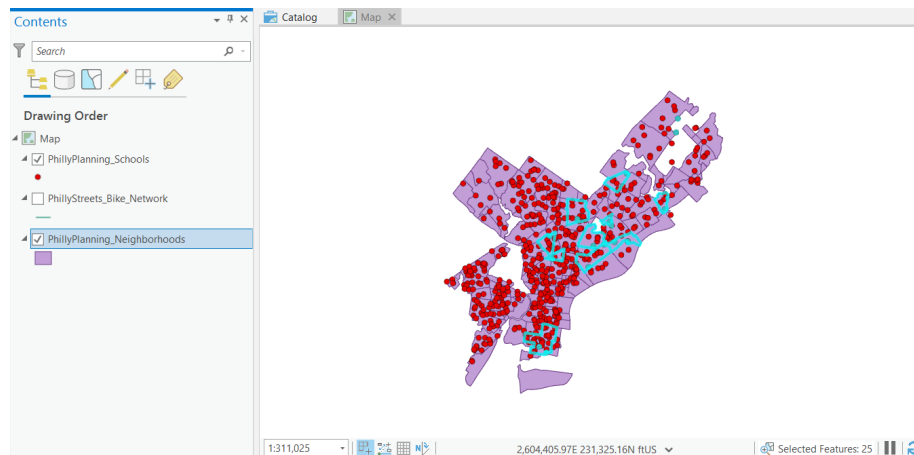 Contents
Catalog
Map
Search
Drawing Order
Map
PhillyPlanning_Schools
PhillyStreets_Bike_Network
PhillyPlanning_Neighborhoods
1:311,025
N
2,604,405.97E 231,325.16N ftUS
Selected Features: 25